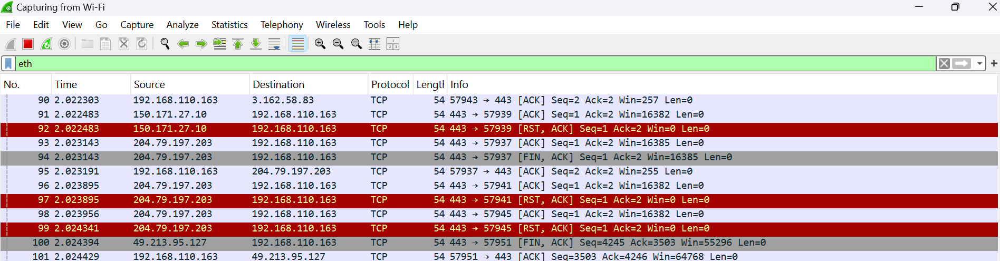 Capturing from Wi-Fi
File Edit View Go Capture Analyze Statistics Telephony Wireless Tools Help
eth
No. Time Source Destination Protocol Length Info
90 2.022303 192.168.110.163 3.162.58.83 TCP 54 57943 → 443 [ACK] Seq=2 Ack=2 Win=257 Len=0
91 2.022483 150.171.27.10 192.168.110.163 TCP 54 443 → 57939 [ACK] Seq=1 Ack=2 Win=16382 Len=0
92 2.022483 150.171.27.10 192.168.110.163 TCP 54 443 → 57939 [RST, ACK] Seq=1 Ack=2 Win=0 Len=0
93 2.023143 204.79.197.203 192.168.110.163 TCP 54 443 → 57937 [ACK] Seq=1 Ack=2 Win=16385 Len=0
94 2.023143 204.79.197.203 192.168.110.163 TCP 54 443 → 57937 [FIN, ACK] Seq=1 Ack=2 Win=16385 Len=0
95 2.023191 192.168.110.163 204.79.197.203 TCP 54 57937 → 443 [ACK] Seq=2 Ack=2 Win=255 Len=0
96 2.023895 204.79.197.203 192.168.110.163 TCP 54 443 → 57941 [ACK] Seq=1 Ack=2 Win=16382 Len=0
97 2.023895 204.79.197.203 192.168.110.163 TCP 54 443 → 57941 [RST, ACK] Seq=1 Ack=2 Win=0 Len=0
98 2.023956 204.79.197.203 192.168.110.163 TCP 54 443 → 57945 [ACK] Seq=1 Ack=2 Win=16382 Len=0
99 2.024341 204.79.197.203 192.168.110.163 TCP 54 443 → 57945 [RST, ACK] Seq=1 Ack=2 Win=0 Len=0
100 2.024394 49.213.95.127 192.168.110.163 TCP 54 443 → 57951 [FIN, ACK] Seq=4245 Ack=3503 Win=55296 Len=0
101 2.024429 192.168.110.163 49.213.95.127 TCP 54 57951 → 443 [ACK] Seq=3503 Ack=4246 Win=64768 Len=0